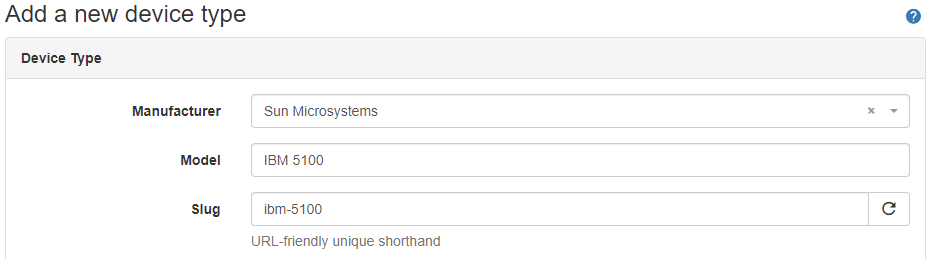 Add a new device type
Device Type
Manufacturer Sun Microsystems
Model IBM 5100
Slug ibm-5100
URL-friendly unique shorthand